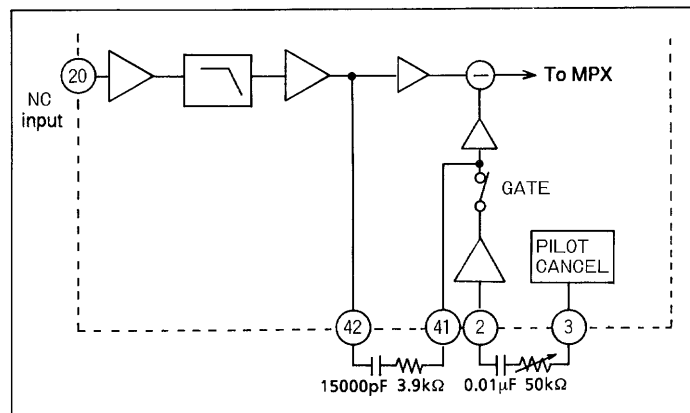 20
NC
input
To MPX
−
GATE
PILOT
CANCEL
42
41
2
3
15000pF 3.9kΩ 0.01μF 50kΩ